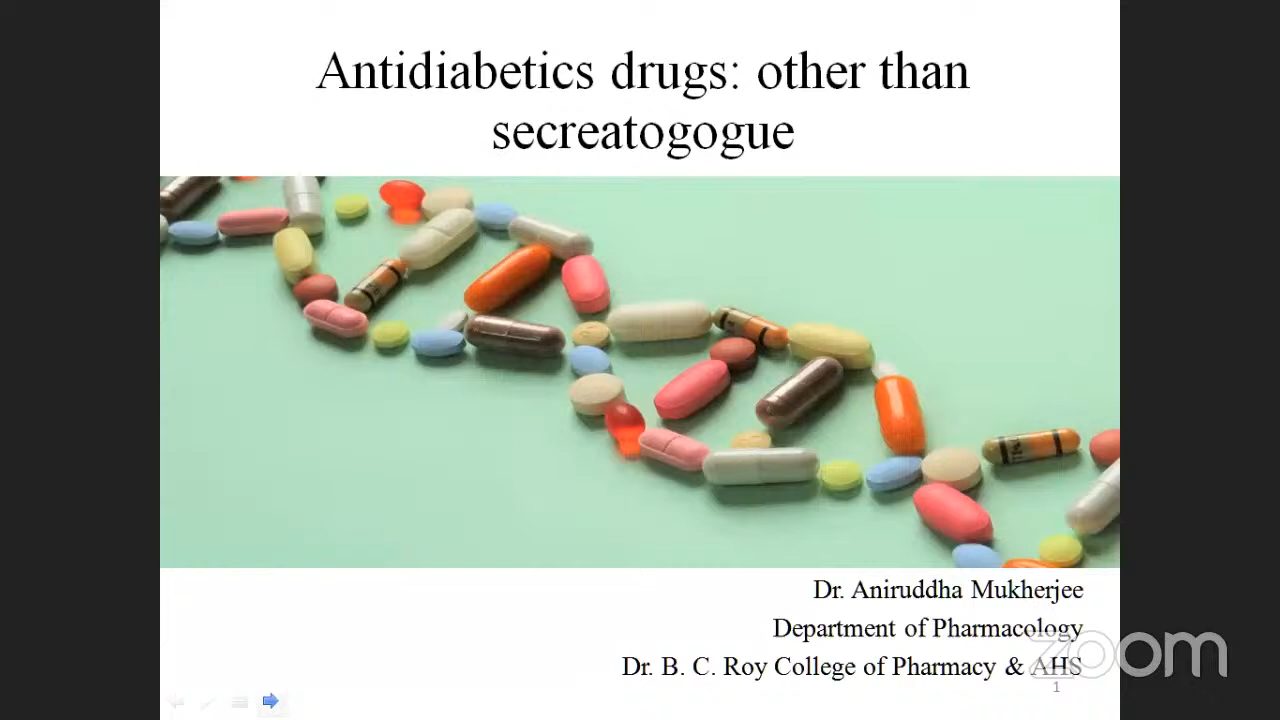 Antidiabetics drugs: other than
secreatogogue
Dr. Aniruddha Mukherjee
Department of Pharmacology
Dr. B. C. Roy College of Pharmacy & AHS
zoom
1